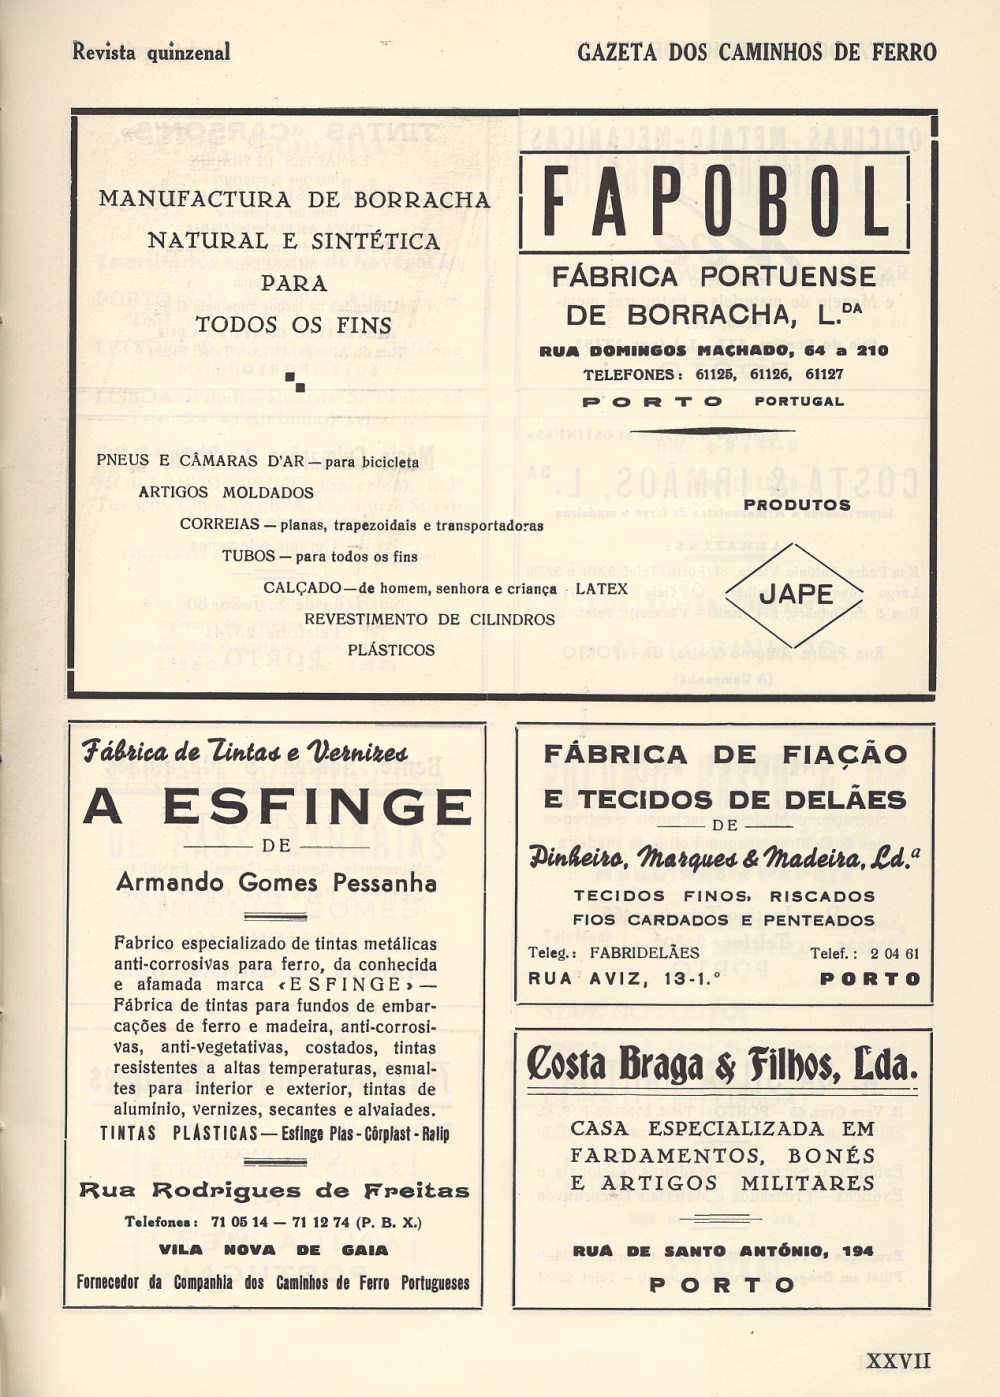 Revista quinzenal
GAZETA DOS CAMINHOS DE FERRO
MANUFACTURA DE BORRACHA
NATURAL E SINTÉTICA
PARA
TODOS OS FINS
FAPOBOL
FÁBRICA PORTUENSE
DE BORRACHA, L.DA
RUA DOMINGOS MACHADO, 64 a 210
TELEFONES: 61125, 61126, 61127
PORTO PORTUGAL
PNEUS E CÂMARAS D'AR — para bicicleta
ARTIGOS MOLDADOS
CORREIAS — planas, trapezoidais e transportadoras
TUBOS — para todos os fins
CALÇADO — de homem, senhora e criança LATEX
REVESTIMENTO DE CILINDROS
PLÁSTICOS
PRODUTOS
JAPE
Fábrica de Tintas e Vernizes
A ESFINGE
DE
Armando Gomes Pessanha
Fabrico especializado de tintas metálicas
anti-corrosivas para ferro, da conhecida
e afamada marca «ESFINGE» —
Fábrica de tintas para fundos de embar-
cações de ferro e madeira, anti-corrosi-
vas, anti-vegetativas, costados, tintas
resistentes a altas temperaturas, esmal-
tes para interior e exterior, tintas de
alumínio, vernizes, secantes e alvaiades.
TINTAS PLÁSTICAS — Esfinge Plas - Côrplast - Ralip
Rua Rodrigues de Freitas
Telefones: 71 05 14 — 71 12 74 (P. B. X.)
VILA NOVA DE GAIA
Fornecedor da Companhia dos Caminhos de Ferro Portugueses
FÁBRICA DE FIAÇÃO
E TECIDOS DE DELÃES
DE
Pinheiro, Marques & Madeira, Ld.ª
TECIDOS FINOS, RISCADOS
FIOS CARDADOS E PENTEADOS
Teleg.: FABRIDELÃES Telef.: 2 04 61
RUA AVIZ, 13-1.º PORTO
Costa Braga & Filhos, Lda.
CASA ESPECIALIZADA EM
FARDAMENTOS, BONÉS
E ARTIGOS MILITARES
RUA DE SANTO ANTÓNIO, 194
PORTO
XXVII